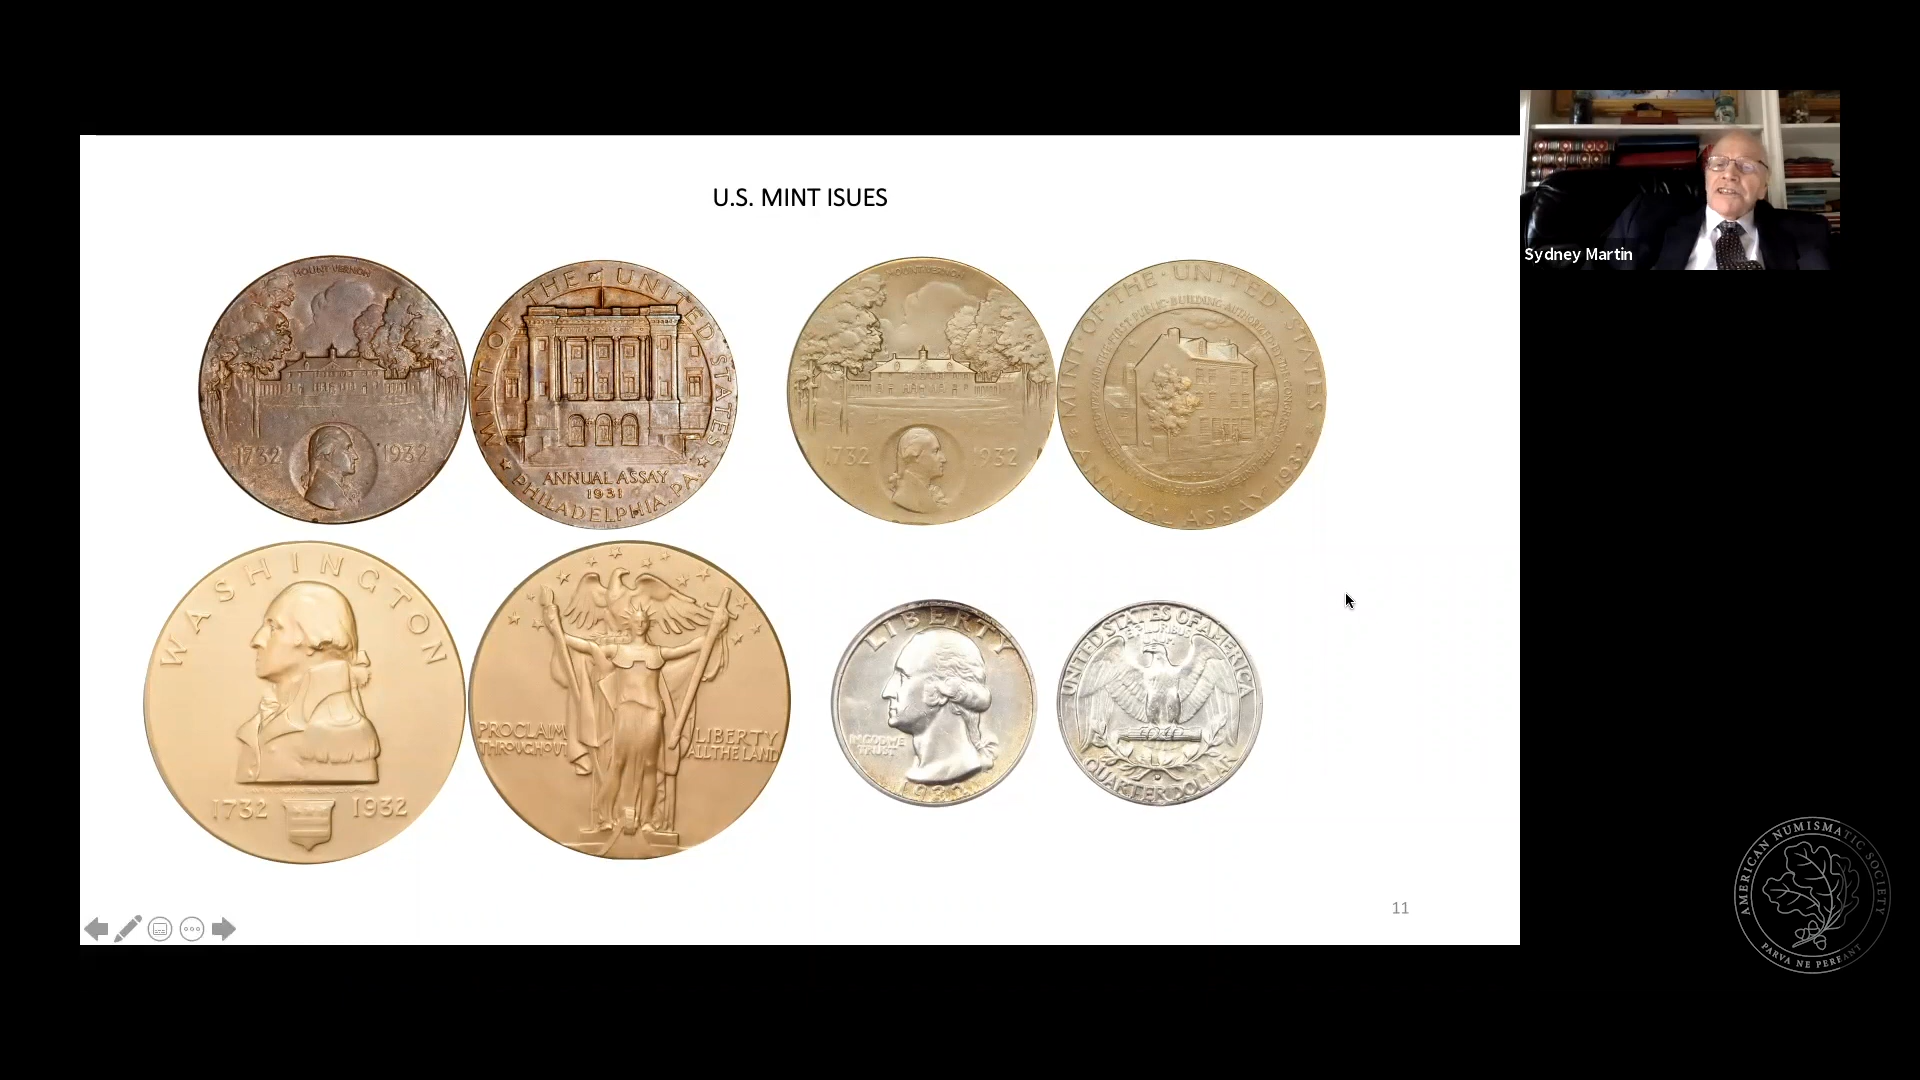 U.S. MINT ISUES
MOUNT VERNON
1732 1932
MINT OF THE UNITED STATES
ANNUAL ASSAY
1931
PHILADELPHIA, PA.
MOUNT VERNON
1732 1932
MINT · OF · THE · UNITED · STATES
ANNUAL ASSAY 1932
WASHINGTON
1732 1932
PROCLAIM LIBERTY
THROUGHOUT ALL THE LAND
LIBERTY
IN GOD WE
TRUST
1932
UNITED STATES OF AMERICA
E PLURIBUS
QUARTER DOLLAR
11
Sydney Martin
AMERICAN NUMISMATIC SOCIETY
PARVA NE PEREANT